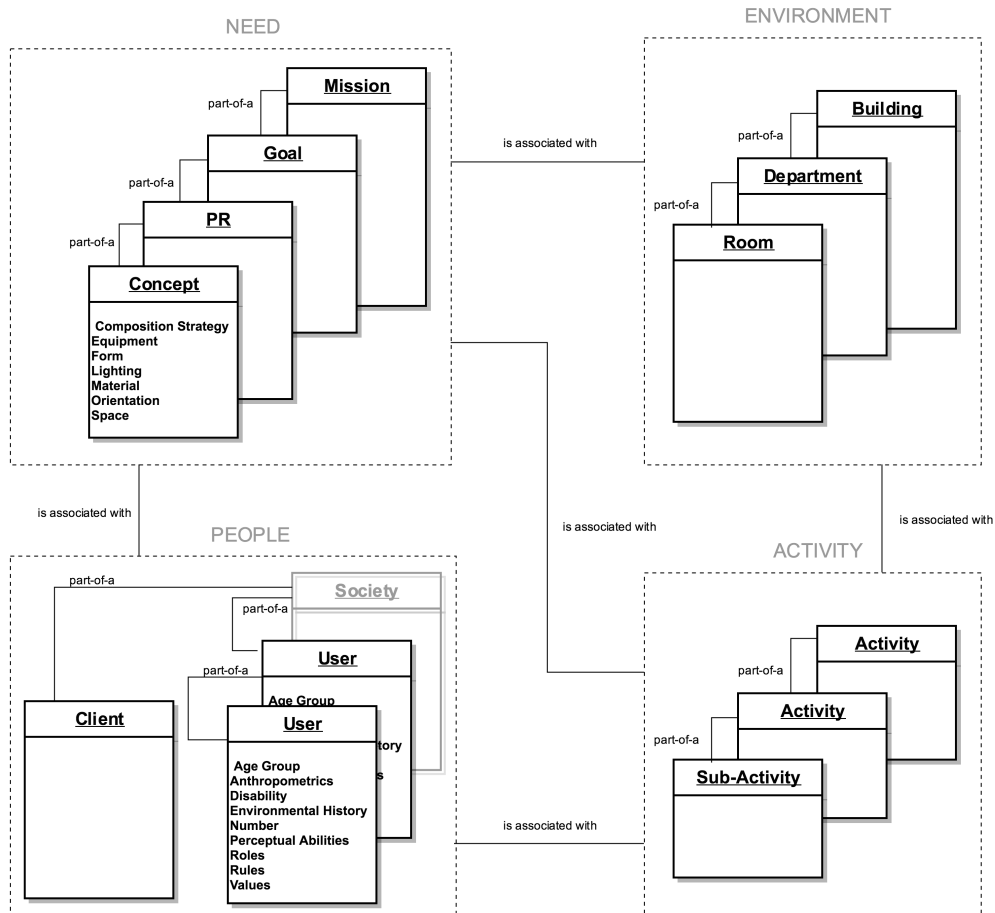 NEED
ENVIRONMENT
Mission
part-of-a
Goal
part-of-a
PR
part-of-a
Concept
Composition Strategy
Equipment
Form
Lighting
Material
Orientation
Space
is associated with
Building
part-of-a
Department
part-of-a
Room
is associated with
is associated with
is associated with
PEOPLE
part-of-a
Society
part-of-a
User
part-of-a
Age Group
tory
s
Client
User
Age Group
Anthropometrics
Disability
Environmental History
Number
Perceptual Abilities
Roles
Rules
Values
is associated with
ACTIVITY
Activity
part-of-a
Activity
part-of-a
Sub-Activity